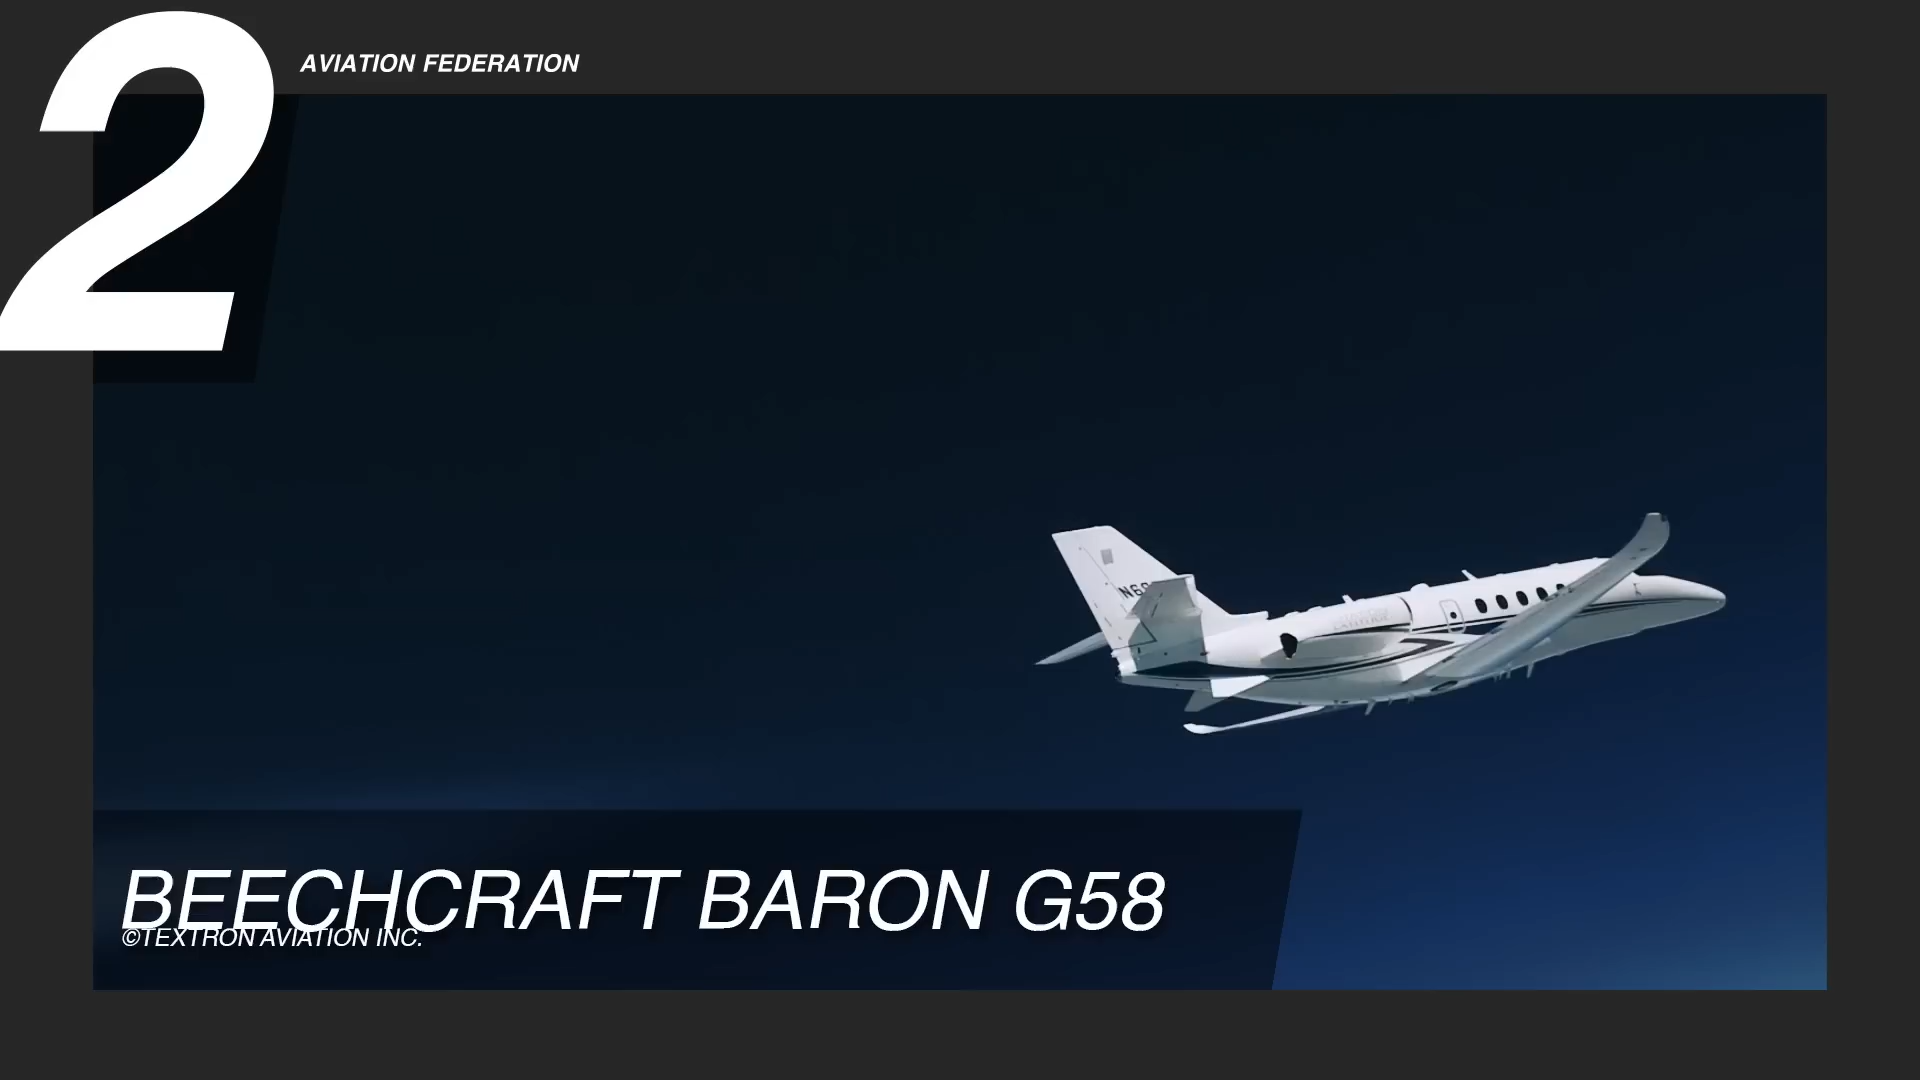 2
AVIATION FEDERATION
BEECHCRAFT BARON G58
©TEXTRON AVIATION INC.